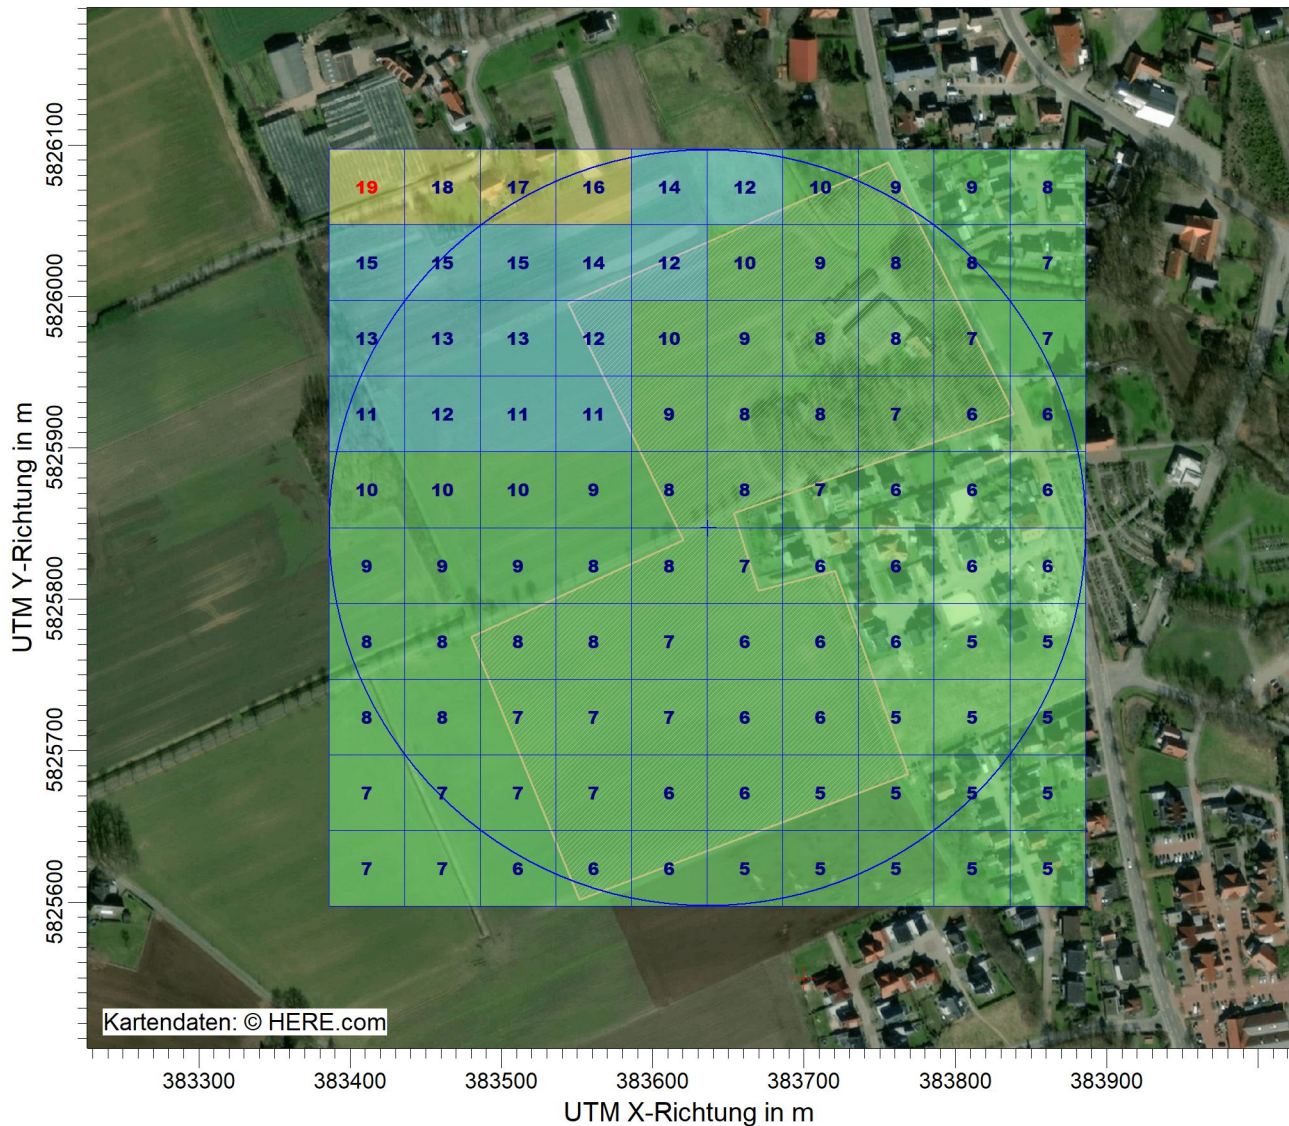 5826100
19 18 17 16 14 12 10 9 9 8
15 15 15 14 12 10 9 8 8 7
5826000
13 13 13 12 10 9 8 8 7 7
11 12 11 11 9 8 8 7 6 6
5825900
10 10 10 9 8 8 7 6 6 6
UTM Y-Richtung in m
9 9 9 8 8 7 6 6 6 6
5825800
8 8 8 8 7 6 6 6 5 5
8 8 7 7 7 6 6 5 5 5
5825700
7 7 7 7 6 6 5 5 5 5
7 7 6 6 6 5 5 5 5 5
5825600
Kartendaten: © HERE.com
383300 383400 383500 383600 383700 383800 383900
UTM X-Richtung in m